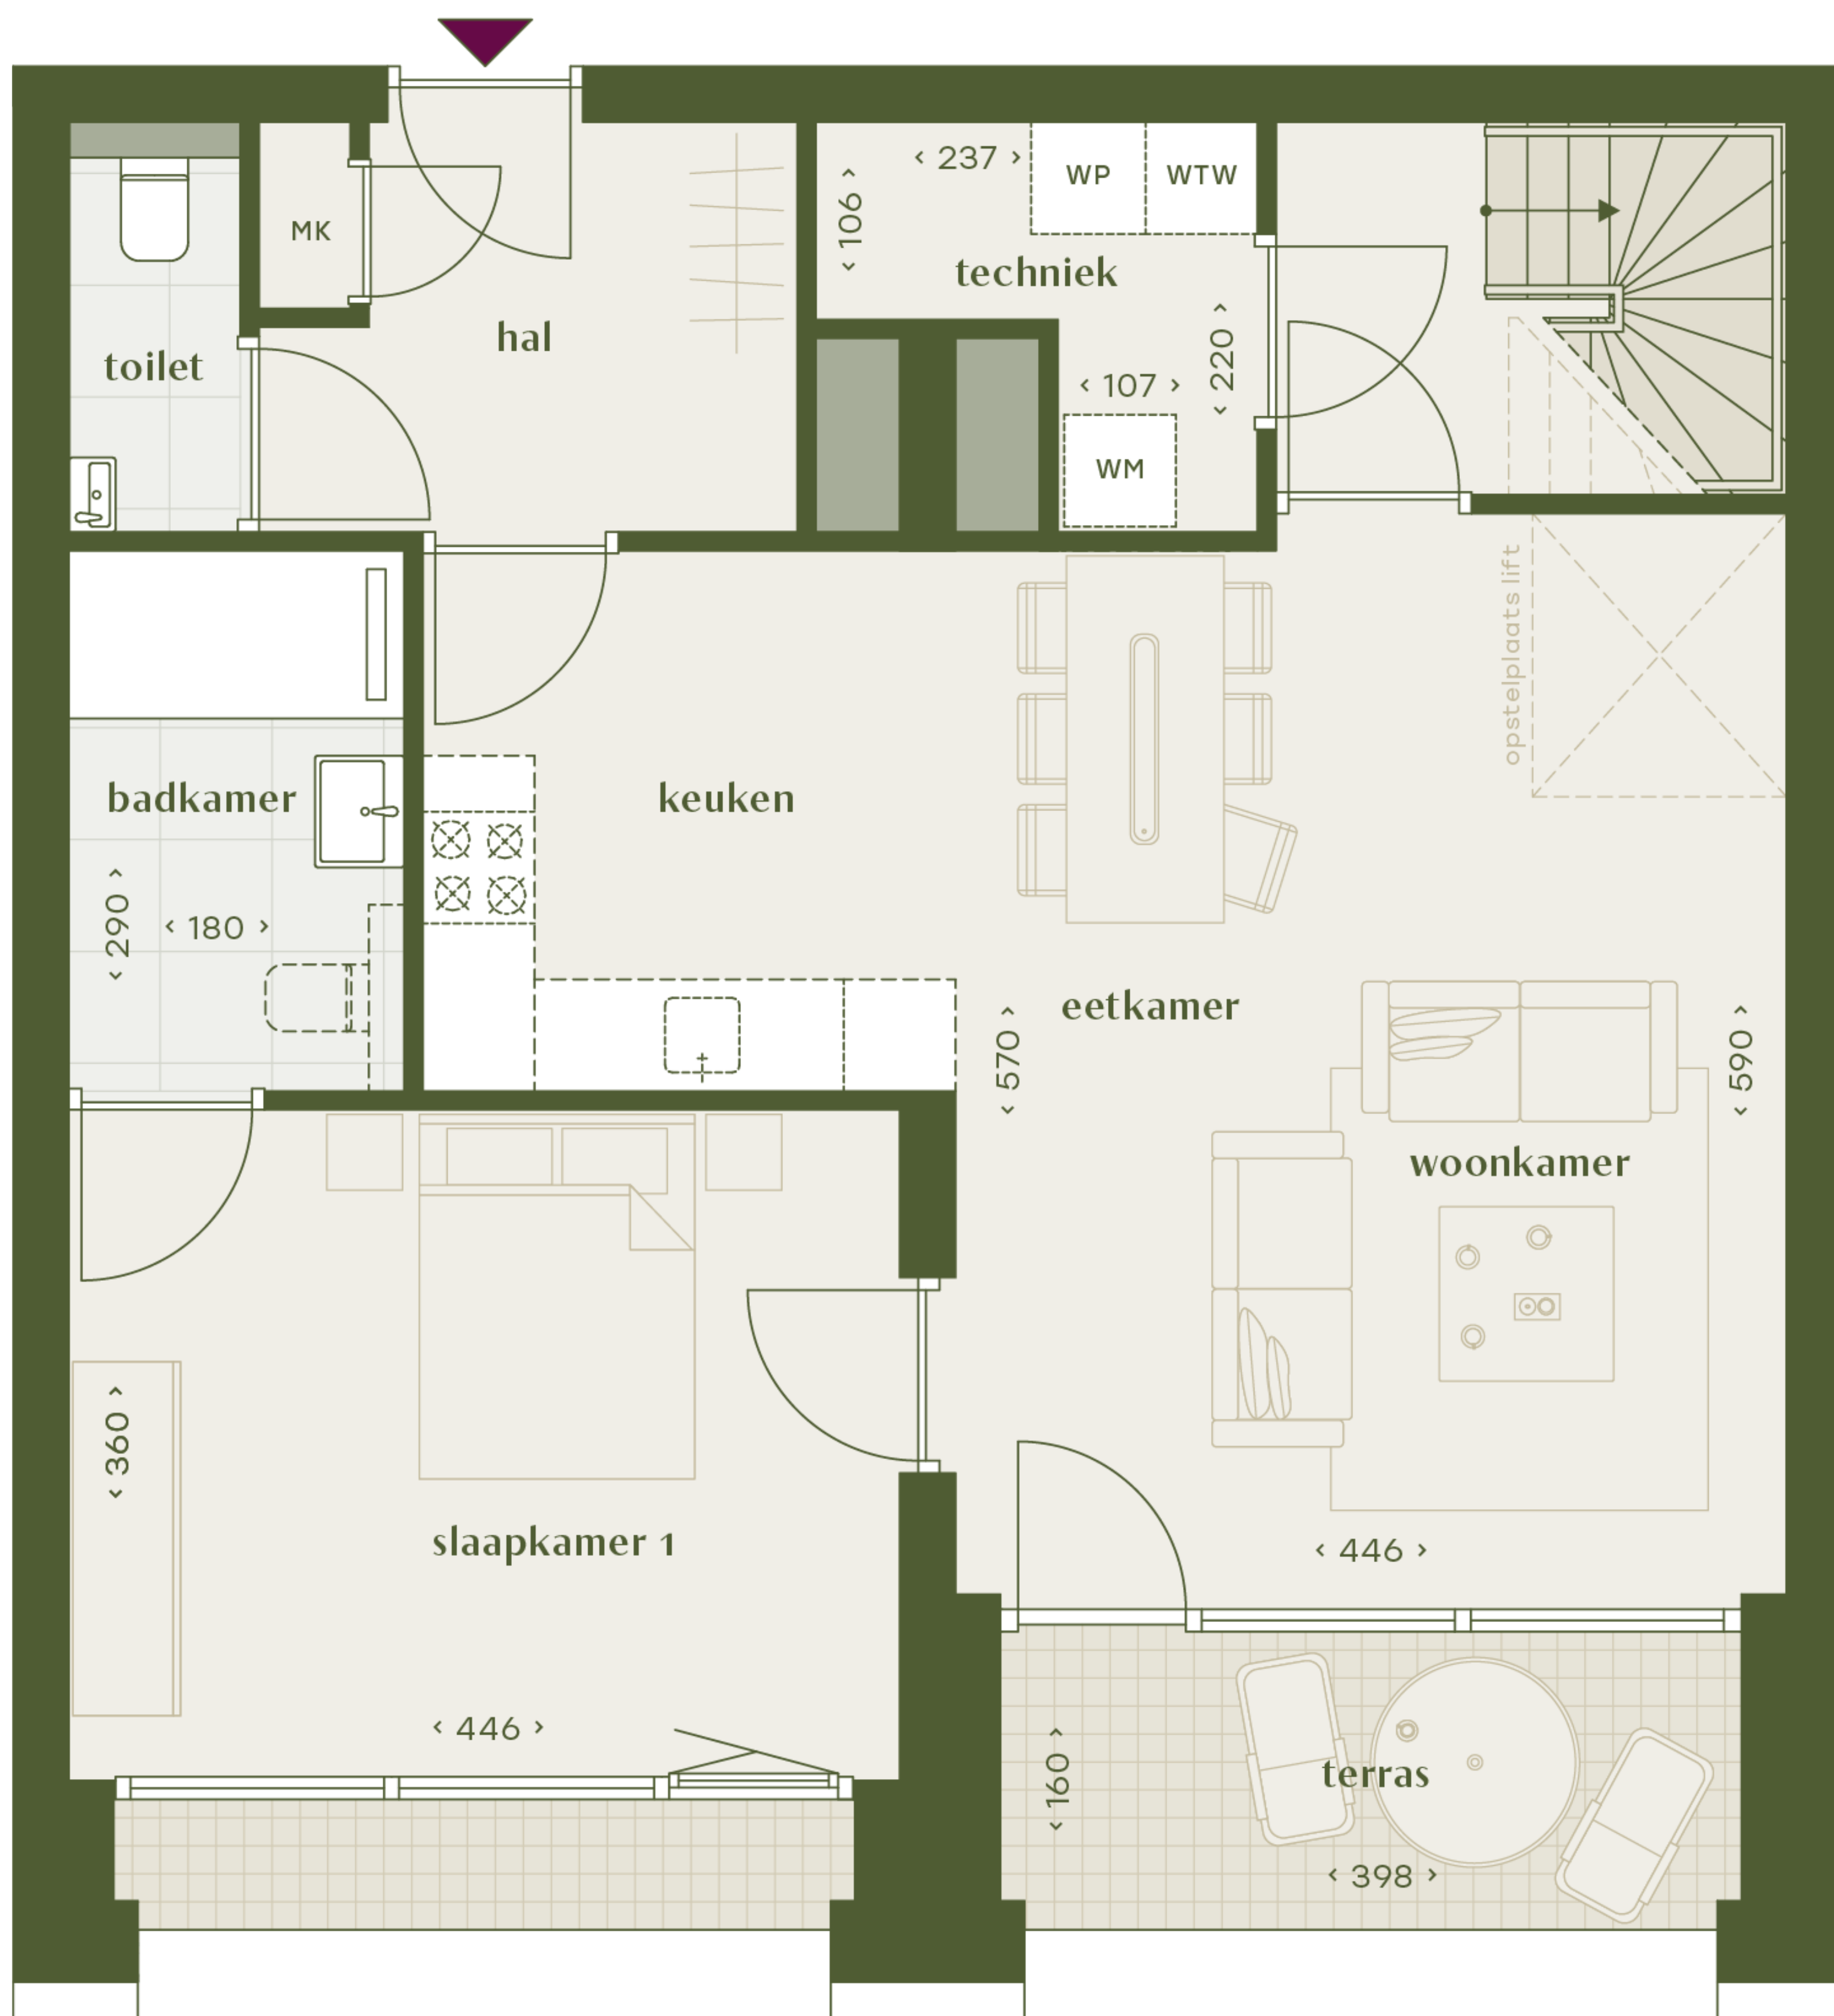 237
WP
WTW
106
MK
techniek
hal
toilet
220
107
WM
opstelplaats lift
badkamer
keuken
290
180
eetkamer
570
590
woonkamer
360
slaapkamer 1
446
446
160
terras
398